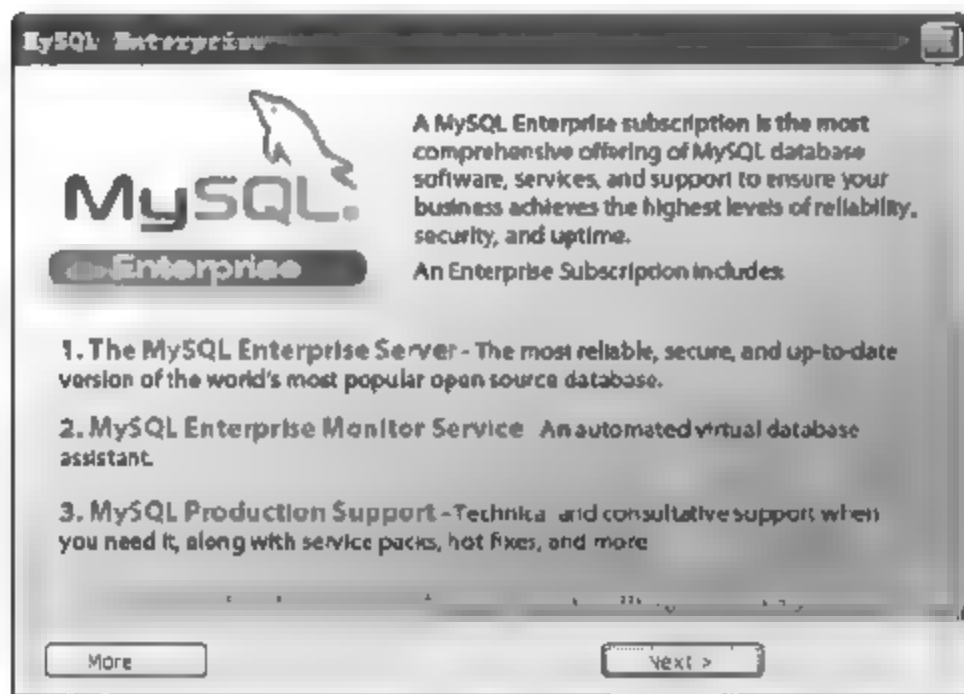 MySQL Enterprise
MySQL.
Enterprise
A MySQL Enterprise subscription is the most
comprehensive offering of MySQL database
software, services, and support to ensure your
business achieves the highest levels of reliability,
security, and uptime.
An Enterprise Subscription includes:
1. The MySQL Enterprise Server - The most reliable, secure, and up-to-date
version of the world's most popular open source database.
2. MySQL Enterprise Monitor Service An automated virtual database
assistant.
3. MySQL Production Support - Technical and consultative support when
you need it, along with service packs, hot fixes, and more
More
Next >